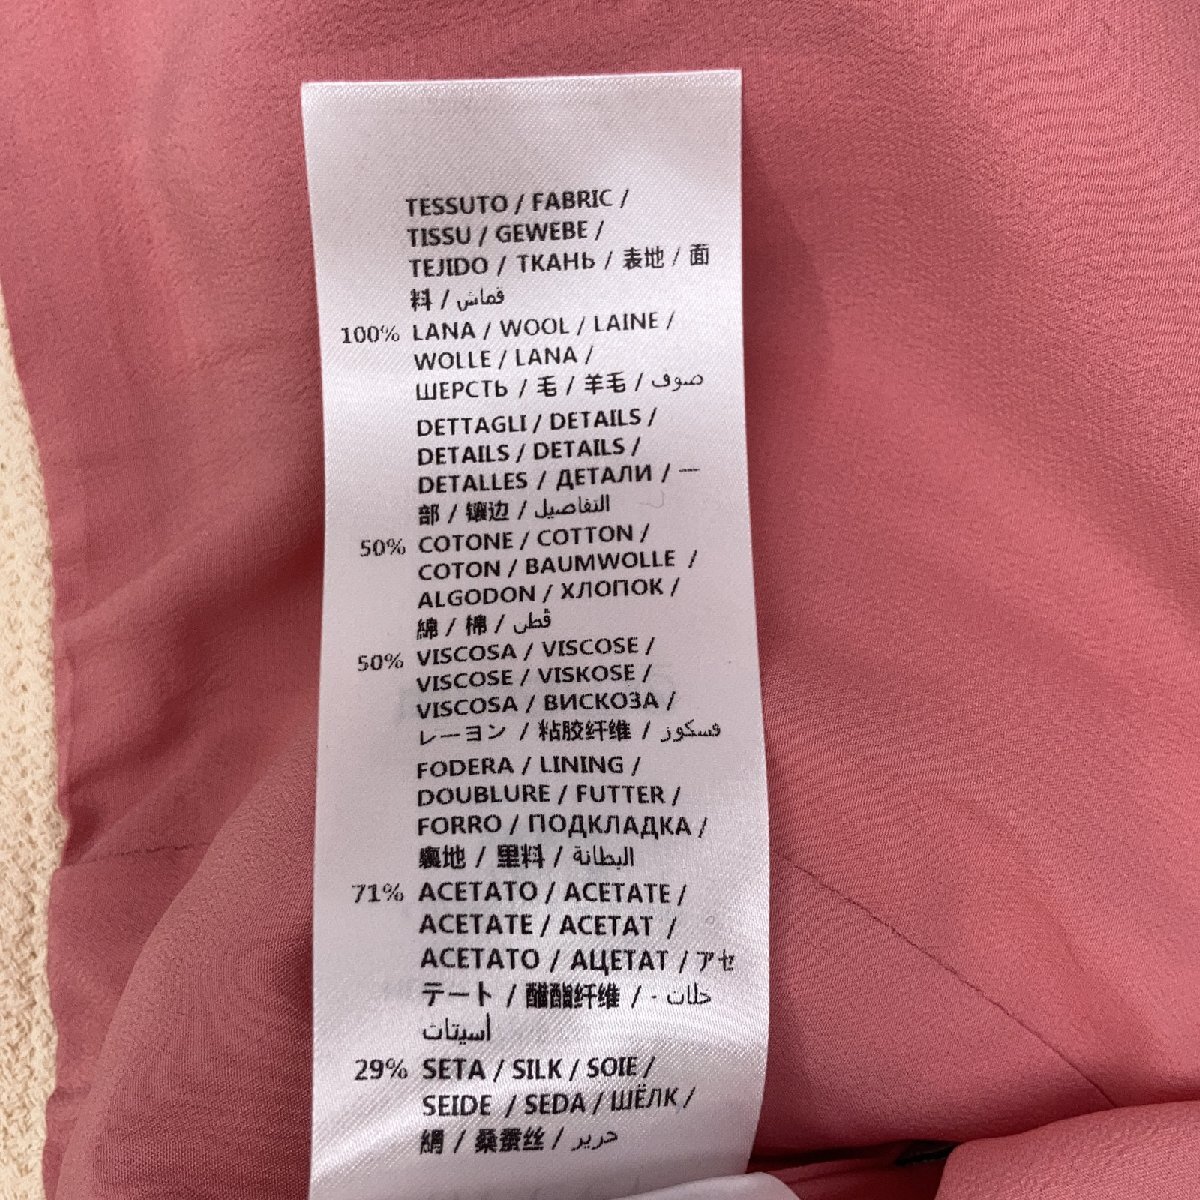 TESSUTO / FABRIC /
TISSU / GEWEBE /
TEJIDO / ТКАНЬ / 表地 / 面
料 / قماش
100% LANA / WOOL / LAINE /
WOLLE / LANA /
ШЕРСТЬ / 毛 / 羊毛 / صوف
DETTAGLI / DETAILS /
DETAILS / DETAILS /
DETALLES / ДЕТАЛИ / 一
部 / 镶边 / التفاصيل
50% COTONE / COTTON /
COTON / BAUMWOLLE /
ALGODON / ХЛОПОК /
綿 / 棉 / قطن
50% VISCOSA / VISCOSE /
VISCOSE / VISKOSE /
VISCOSA / ВИСКОЗА /
レーヨン / 粘胶纤维 / فسكوز
FODERA / LINING /
DOUBLURE / FUTTER /
FORRO / ПОДКЛАДКА /
裏地 / 里料 / البطانة
71% ACETATO / ACETATE /
ACETATE / ACETAT /
ACETATO / АЦЕТАТ / アセ
テート / 醋酯纤维 / خلات -
أسيتات
29% SETA / SILK / SOIE /
SEIDE / SEDA / ШЁЛК /
絹 / 桑蚕丝 / حرير